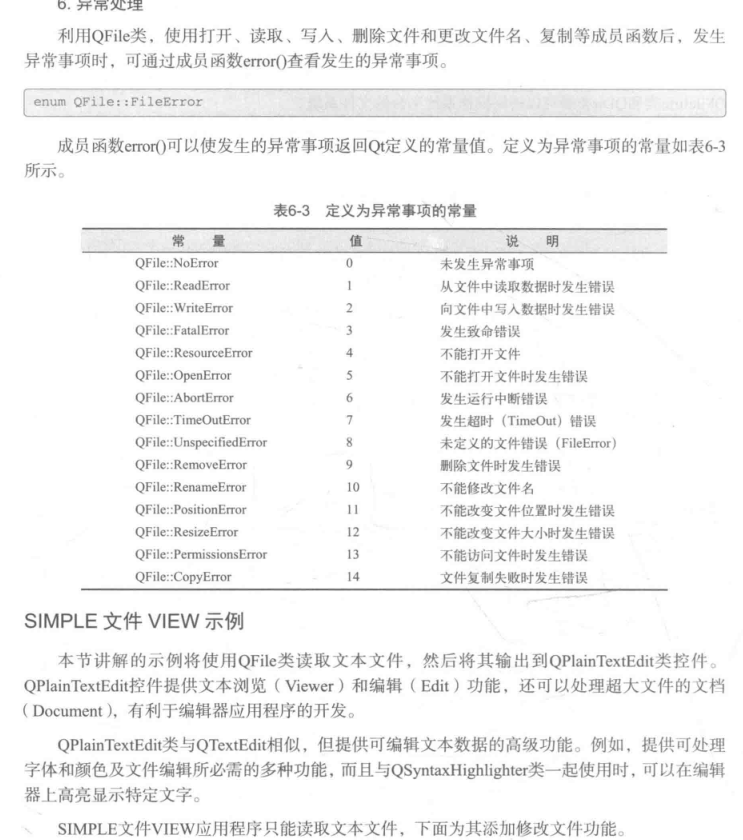 6. 异常处理
利用QFile类，使用打开、读取、写入、删除文件和更改文件名、复制等成员函数后，发生
异常事项时，可通过成员函数error()查看发生的异常事项。
enum QFile::FileError
成员函数error()可以使发生的异常事项返回Qt定义的常量值。定义为异常事项的常量如表6-3
所示。
表6-3 定义为异常事项的常量
常 量 值 说 明
QFile::NoError 0 未发生异常事项
QFile::ReadError 1 从文件中读取数据时发生错误
QFile::WriteError 2 向文件中写入数据时发生错误
QFile::FatalError 3 发生致命错误
QFile::ResourceError 4 不能打开文件
QFile::OpenError 5 不能打开文件时发生错误
QFile::AbortError 6 发生运行中断错误
QFile::TimeOutError 7 发生超时（TimeOut）错误
QFile::UnspecifiedError 8 未定义的文件错误（FileError）
QFile::RemoveError 9 删除文件时发生错误
QFile::RenameError 10 不能修改文件名
QFile::PositionError 11 不能改变文件位置时发生错误
QFile::ResizeError 12 不能改变文件大小时发生错误
QFile::PermissionsError 13 不能访问文件时发生错误
QFile::CopyError 14 文件复制失败时发生错误
SIMPLE 文件 VIEW 示例
本节讲解的示例将使用QFile类读取文本文件，然后将其输出到QPlainTextEdit类控件。
QPlainTextEdit控件提供文本浏览（Viewer）和编辑（Edit）功能，还可以处理超大文件的文档
（Document），有利于编辑器应用程序的开发。
QPlainTextEdit类与QTextEdit相似，但提供可编辑文本数据的高级功能。例如，提供可处理
字体和颜色及文件编辑所必需的多种功能，而且与QSyntaxHighlighter类一起使用时，可以在编辑
器上高亮显示特定文字。
SIMPLE文件VIEW应用程序只能读取文本文件，下面为其添加修改文件功能。